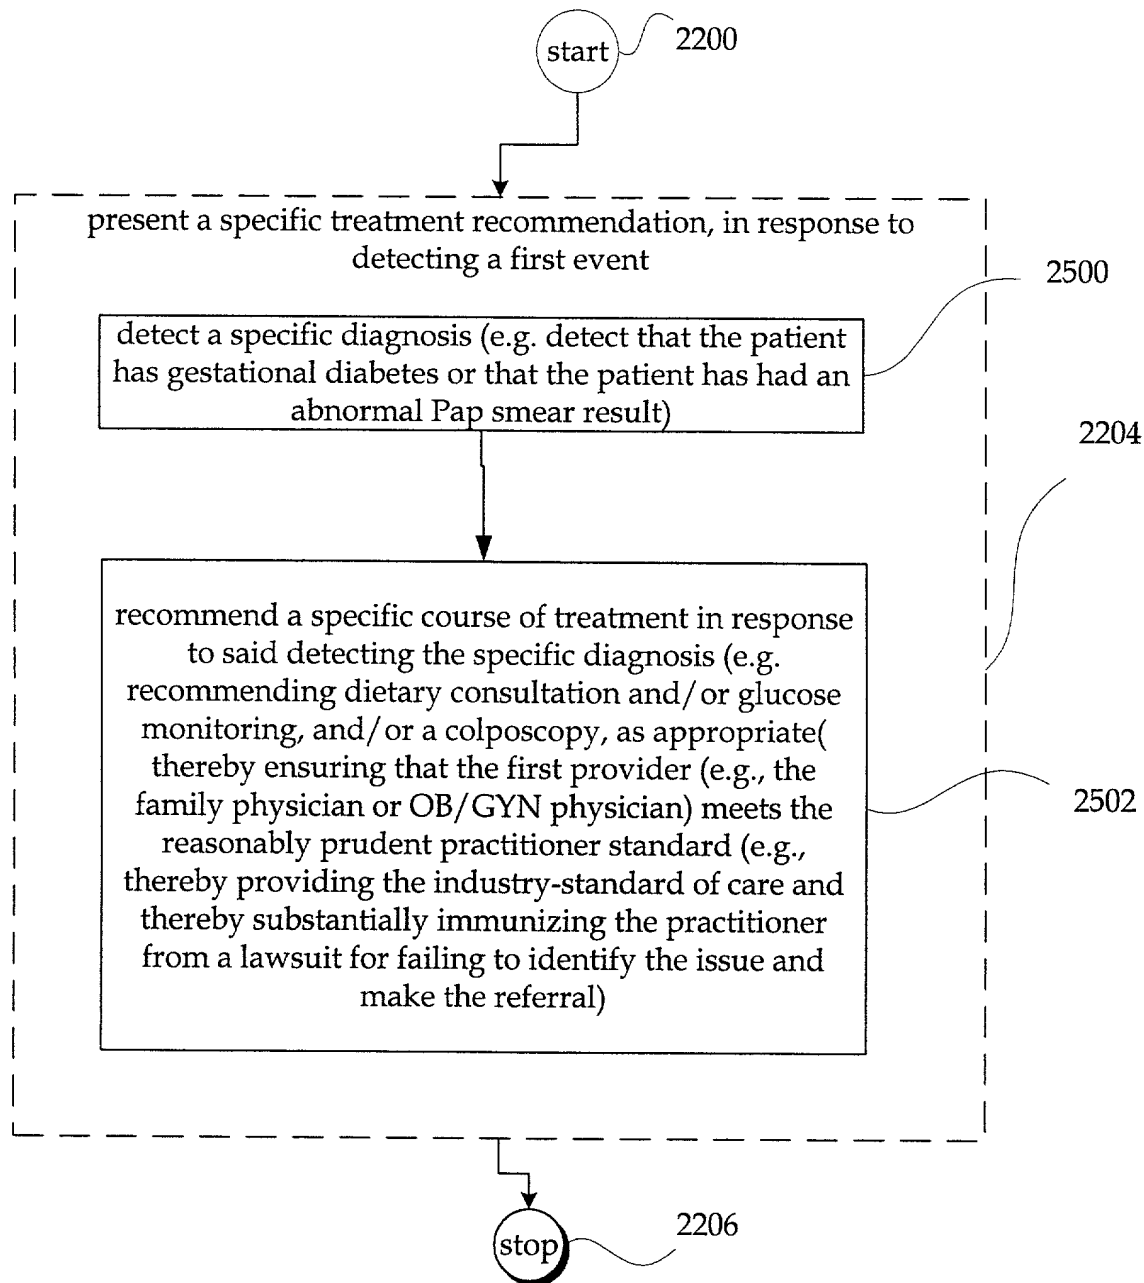 start
2200
present a specific treatment recommendation, in response to
detecting a first event
2500
detect a specific diagnosis (e.g. detect that the patient
has gestational diabetes or that the patient has had an
abnormal Pap smear result)
2204
recommend a specific course of treatment in response
to said detecting the specific diagnosis (e.g.
recommending dietary consultation and/or glucose
monitoring, and/or a colposcopy, as appropriate(
thereby ensuring that the first provider (e.g., the
family physician or OB/GYN physician) meets the
reasonably prudent practitioner standard (e.g.,
thereby providing the industry-standard of care and
thereby substantially immunizing the practitioner
from a lawsuit for failing to identify the issue and
make the referral)
2502
stop
2206